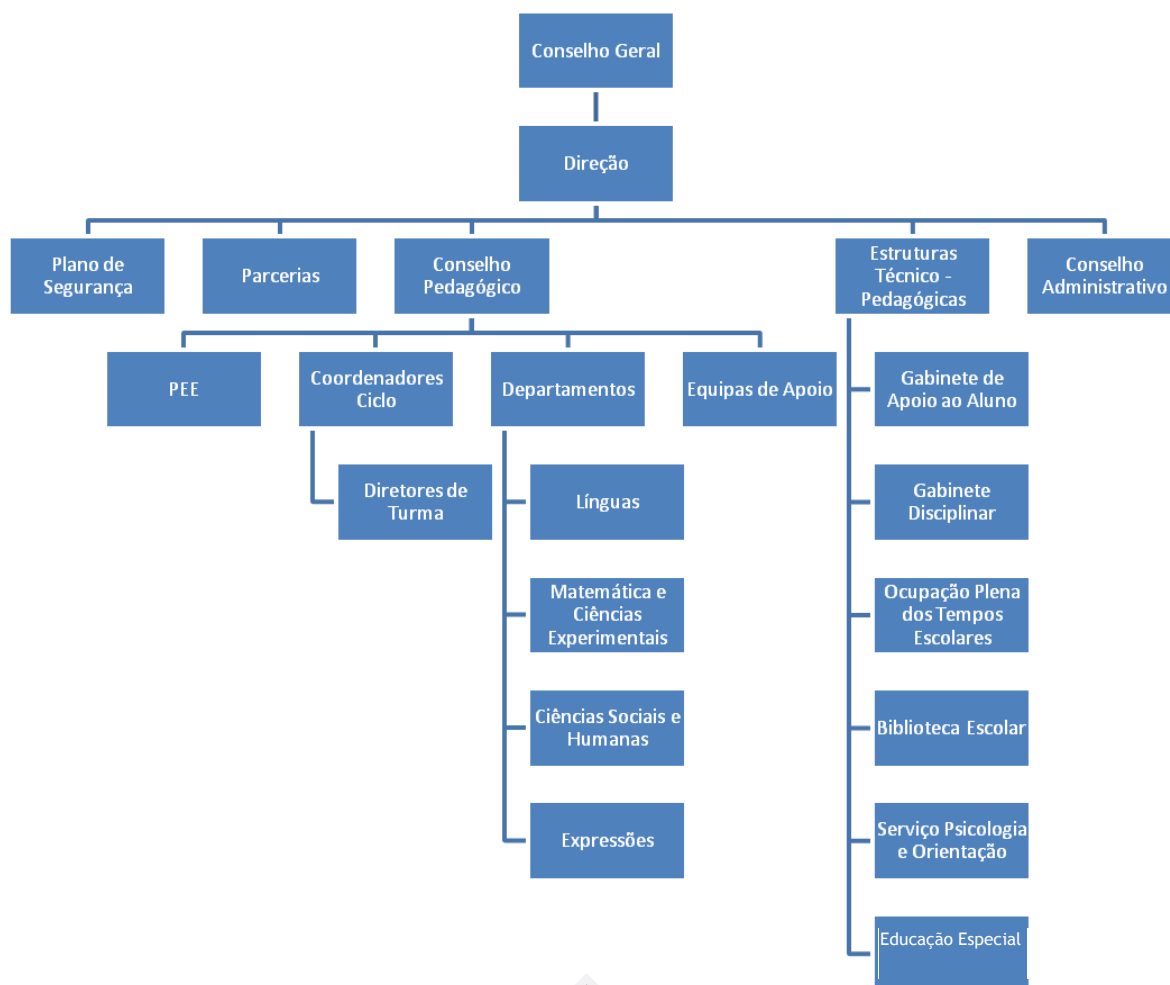 Conselho Geral
Direção
Plano de
Segurança
Parcerias
Conselho
Pedagógico
Estruturas
Técnico -
Pedagógicas
Conselho
Administrativo
PEE
Coordenadores
Ciclo
Departamentos
Equipas de Apoio
Gabinete de
Apoio ao Aluno
Diretores de
Turma
Línguas
Gabinete
Disciplinar
Matemática e
Ciências
Experimentais
Ocupação Plena
dos Tempos
Escolares
Ciências Sociais e
Humanas
Biblioteca Escolar
Expressões
Serviço Psicologia
e Orientação
Educação Especial